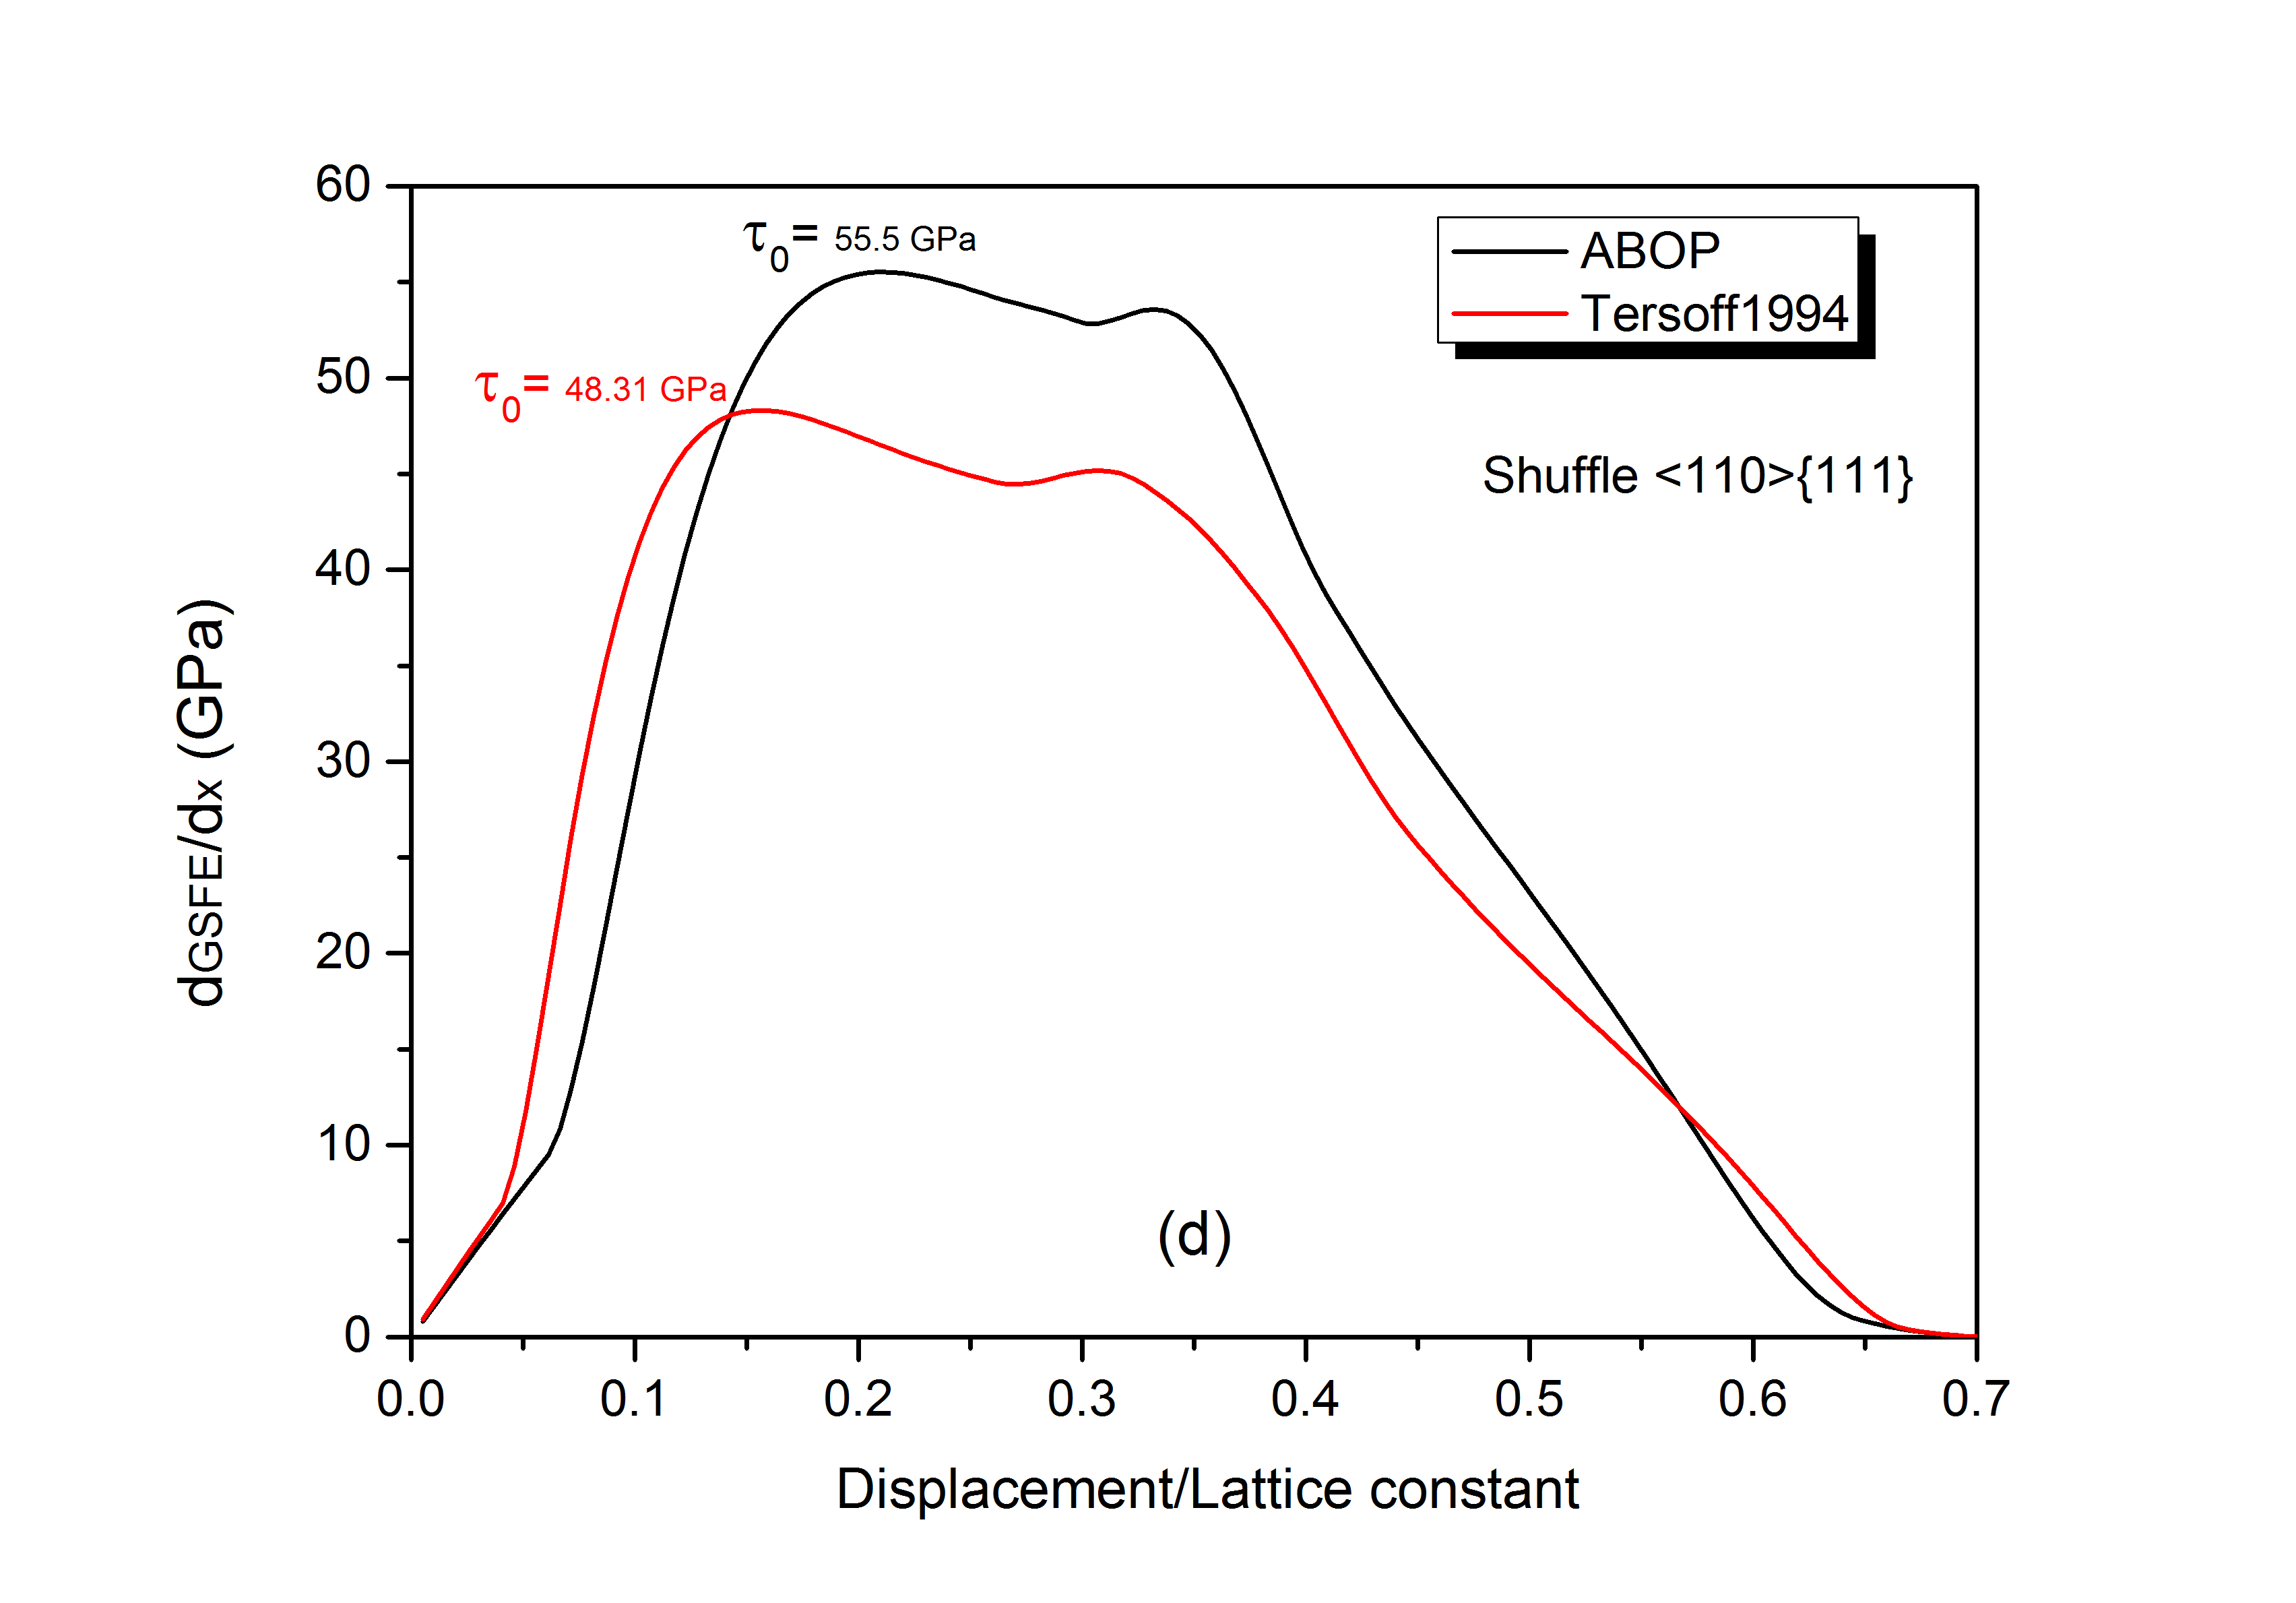 60
50
40
30
20
10
0
dGSFE/dx (GPa)
τ0= 55.5 GPa
τ0= 48.31 GPa
ABOP
Tersoff1994
Shuffle <110>{111}
(d)
0.0 0.1 0.2 0.3 0.4 0.5 0.6 0.7
Displacement/Lattice constant